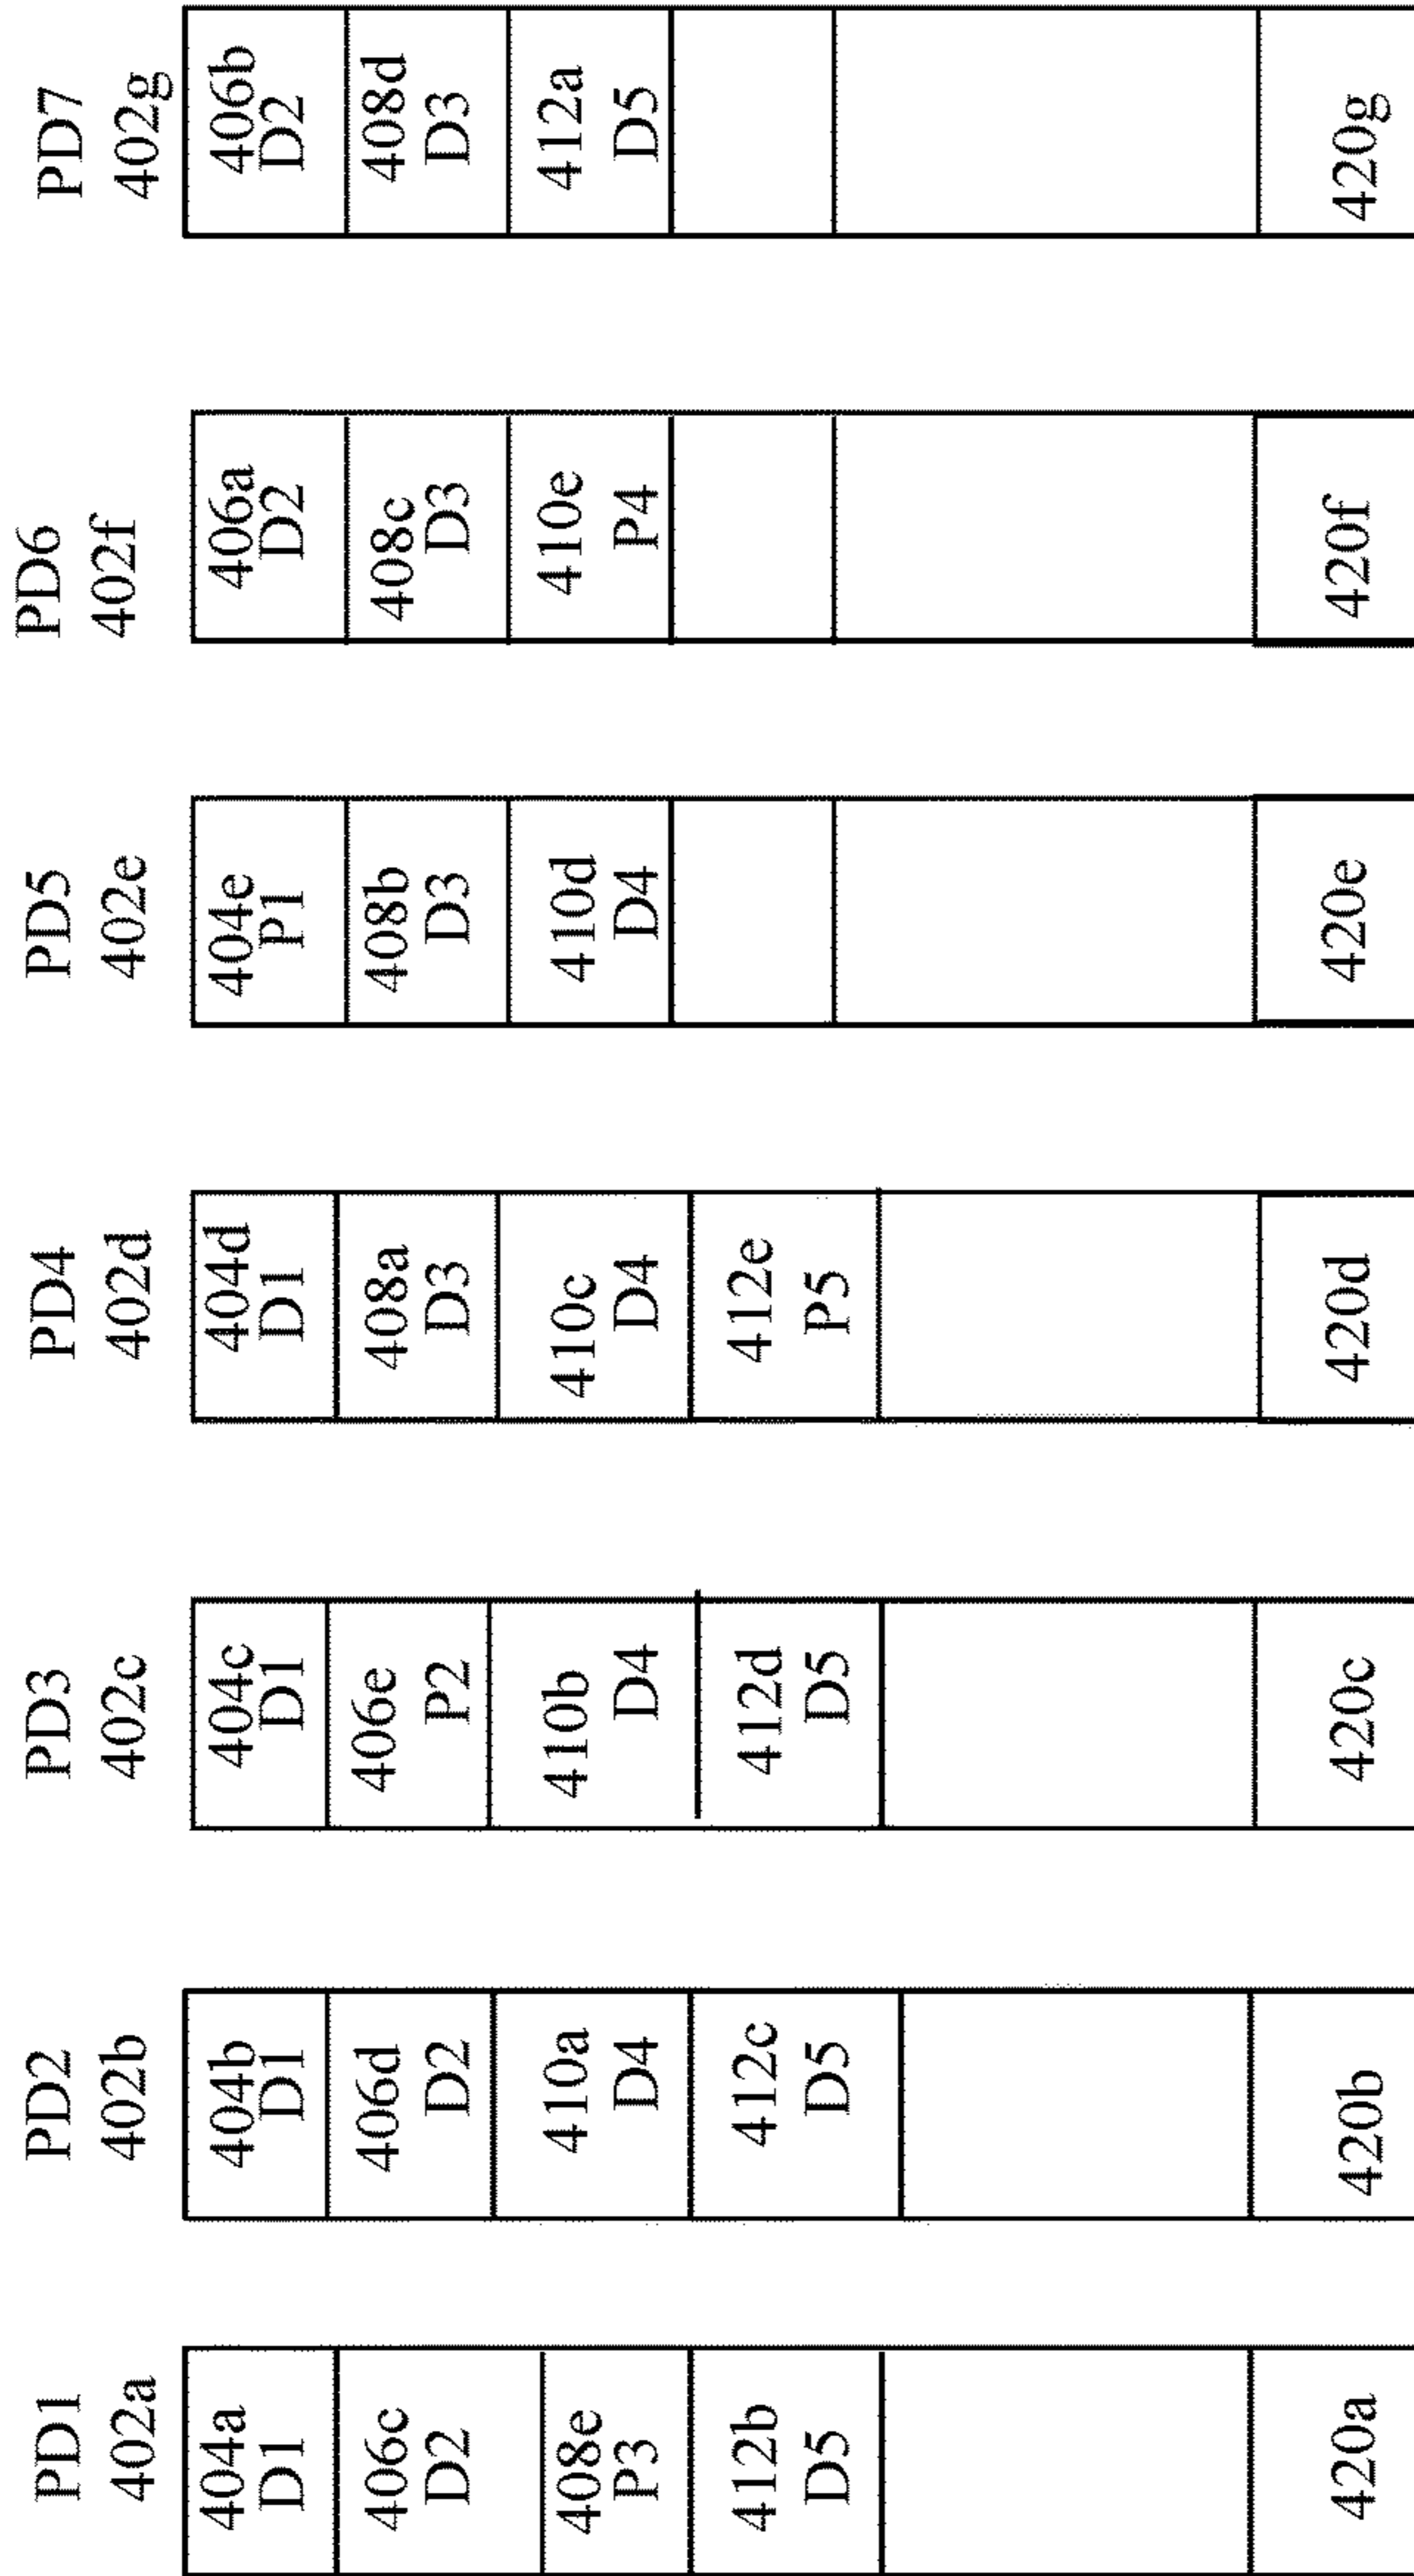 PD1
402a
404a
D1
406c
D2
408e
P3
412b
D5
420a
PD2
402b
404b
D1
406d
D2
410a
D4
412c
D5
420b
PD3
402c
404c
D1
406e
P2
410b
D4
412d
D5
420c
PD4
402d
404d
D1
408a
D3
410c
D4
412e
P5
420d
PD5
402e
404e
P1
408b
D3
410d
D4
420e
PD6
402f
406a
D2
408c
D3
410e
P4
420f
PD7
402g
406b
D2
408d
D3
412a
D5
420g